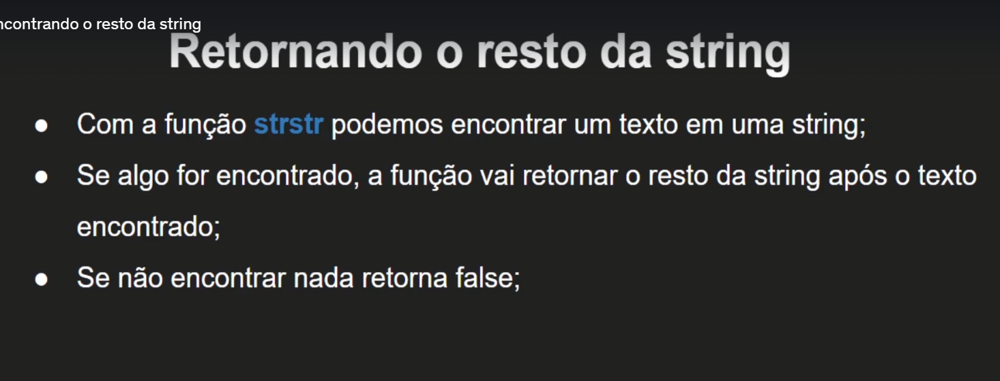 ncontrando o resto da string
Retornando o resto da string
● Com a função strstr podemos encontrar um texto em uma string;
● Se algo for encontrado, a função vai retornar o resto da string após o texto
encontrado;
● Se não encontrar nada retorna false;